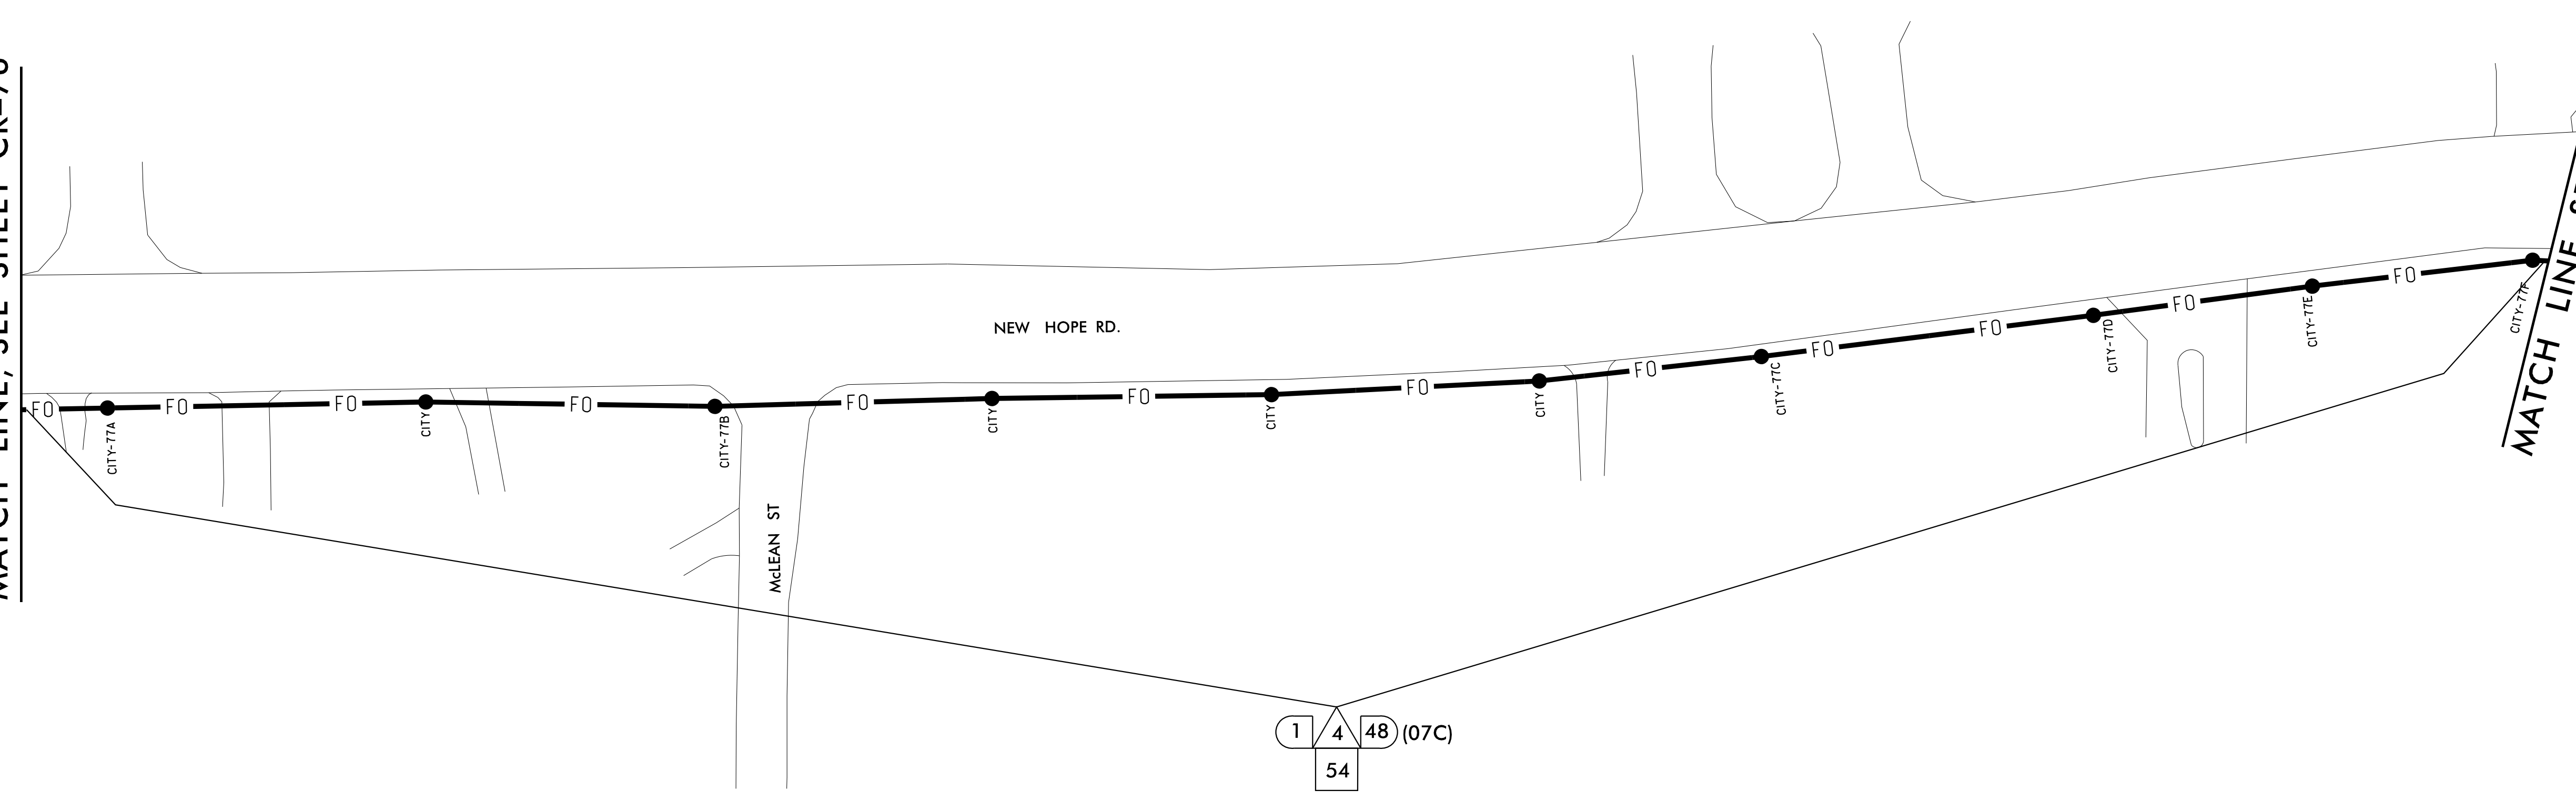 MATCH LINE, SEE SHEET
NEW HOPE RD.
FO FO FO FO FO FO FO FO FO FO FO FO
CITY-77A
CITY
CITY-77B
CITY
CITY
CITY
CITY-77C
CITY-77D
CITY-77E
CITY-77F
MATCH LINE
McLEAN ST
1 4 48 (07C)
54